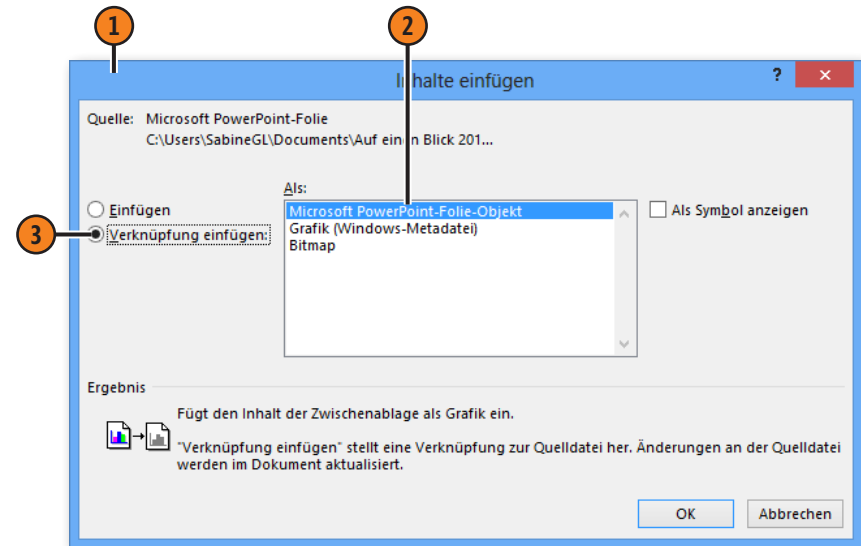 1
2
Inhalte einfügen
?
Quelle: Microsoft PowerPoint-Folie
C:\Users\SabineGL\Documents\Auf einen Blick 201...
Als:
Einfügen
Microsoft PowerPoint-Folie-Objekt
Als Symbol anzeigen
3
Verknüpfung einfügen:
Grafik (Windows-Metadatei)
Bitmap
Ergebnis
Fügt den Inhalt der Zwischenablage als Grafik ein.
"Verknüpfung einfügen" stellt eine Verknüpfung zur Quelldatei her. Änderungen an der Quelldatei
werden im Dokument aktualisiert.
OK
Abbrechen